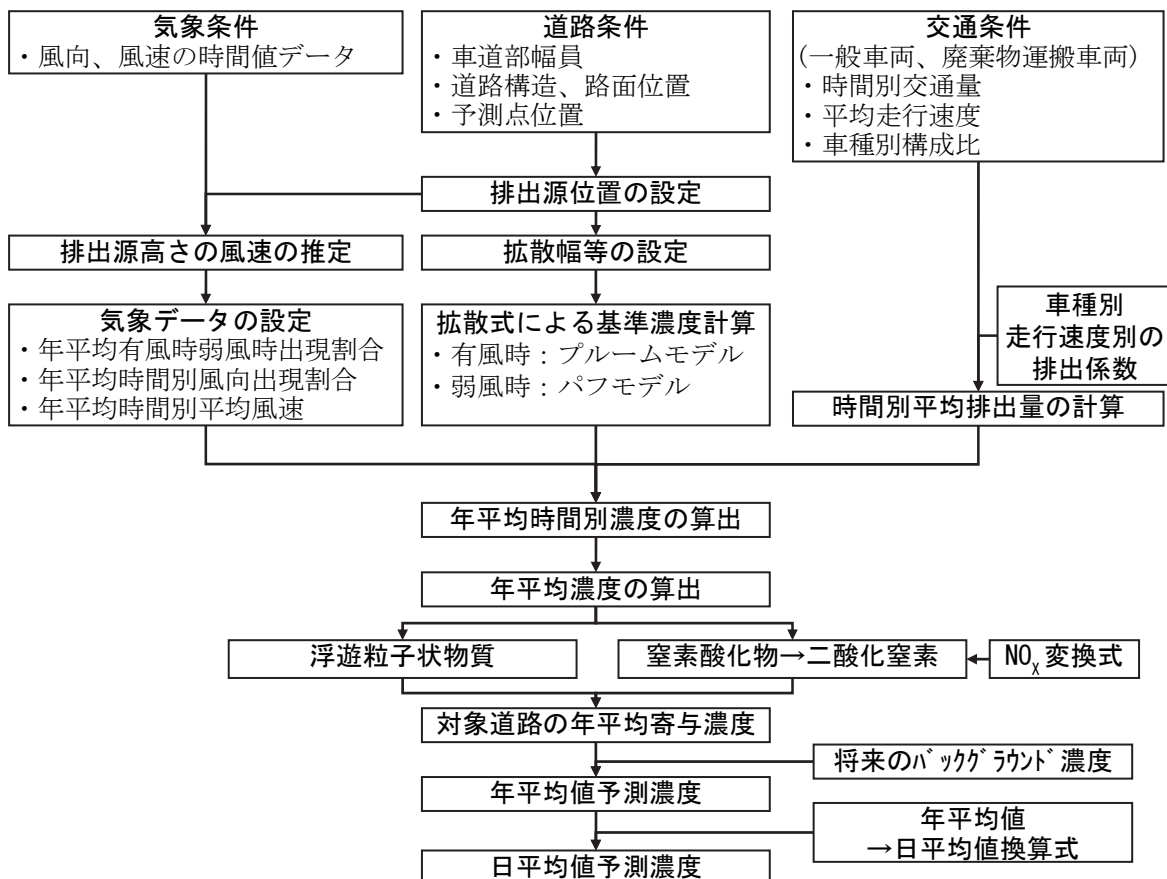 気象条件
・風向、風速の時間値データ
道路条件
・車道部幅員
・道路構造、路面位置
・予測点位置
交通条件
(一般車両、廃棄物運搬車両)
・時間別交通量
・平均走行速度
・車種別構成比
排出源位置の設定
排出源高さの風速の推定
拡散幅等の設定
気象データの設定
・年平均有風時弱風時出現割合
・年平均時間別風向出現割合
・年平均時間別平均風速
拡散式による基準濃度計算
・有風時：プルームモデル
・弱風時：パフモデル
車種別
走行速度別の
排出係数
時間別平均排出量の計算
年平均時間別濃度の算出
年平均濃度の算出
浮遊粒子状物質
窒素酸化物→二酸化窒素
NOX変換式
対象道路の年平均寄与濃度
将来のﾊﾞｯｸｸﾞﾗｳﾝﾄﾞ濃度
年平均値予測濃度
年平均値
→日平均値換算式
日平均値予測濃度